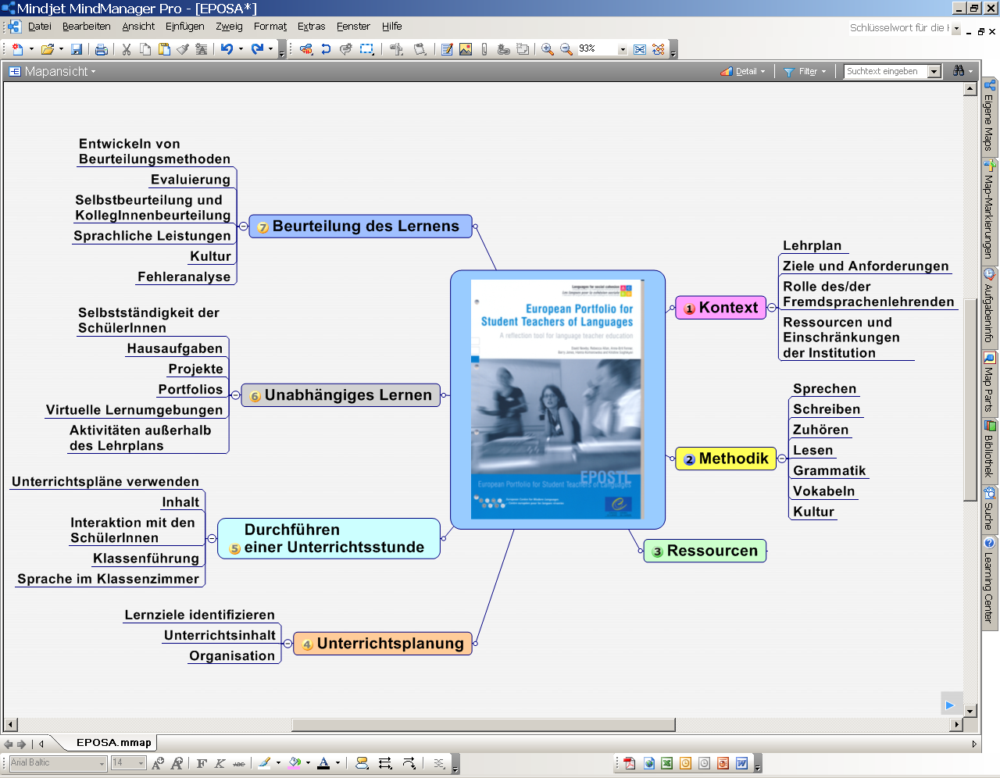 Mindjet MindManager Pro - [EPOSA*]
Datei Bearbeiten Ansicht Einfügen Zweig Format Extras Fenster Hilfe
Schlüsselwort für die
93%
Mapansicht
Detail Filter Suchtext eingeben
Entwickeln von
Beurteilungsmethoden
Evaluierung
Selbstbeurteilung und
KollegInnenbeurteilung
Sprachliche Leistungen
Kultur
Fehleranalyse
7 Beurteilung des Lernens
Selbstständigkeit der
SchülerInnen
Hausaufgaben
Projekte
Portfolios
Virtuelle Lernumgebungen
Aktivitäten außerhalb
des Lehrplans
6 Unabhängiges Lernen
Unterrichtspläne verwenden
Inhalt
Interaktion mit den
SchülerInnen
Klassenführung
Sprache im Klassenzimmer
Durchführen
5 einer Unterrichtsstunde
Lernziele identifizieren
Unterrichtsinhalt
Organisation
4 Unterrichtsplanung
Languages for social cohesion
European Portfolio for
Student Teachers of Languages
A reflection tool for language teacher education
EPOSTL
European Portfolio for Student Teachers of Languages
1 Kontext
Lehrplan
Ziele und Anforderungen
Rolle des/der
Fremdsprachenlehrenden
Ressourcen und
Einschränkungen
der Institution
2 Methodik
Sprechen
Schreiben
Zuhören
Lesen
Grammatik
Vokabeln
Kultur
3 Ressourcen
Eigene Maps
Map-Markierungen
Aufgabeninfo
Map Parts
Bibliothek
Suche
Learning Center
EPOSA.mmap
Arial Baltic 14 F K abc